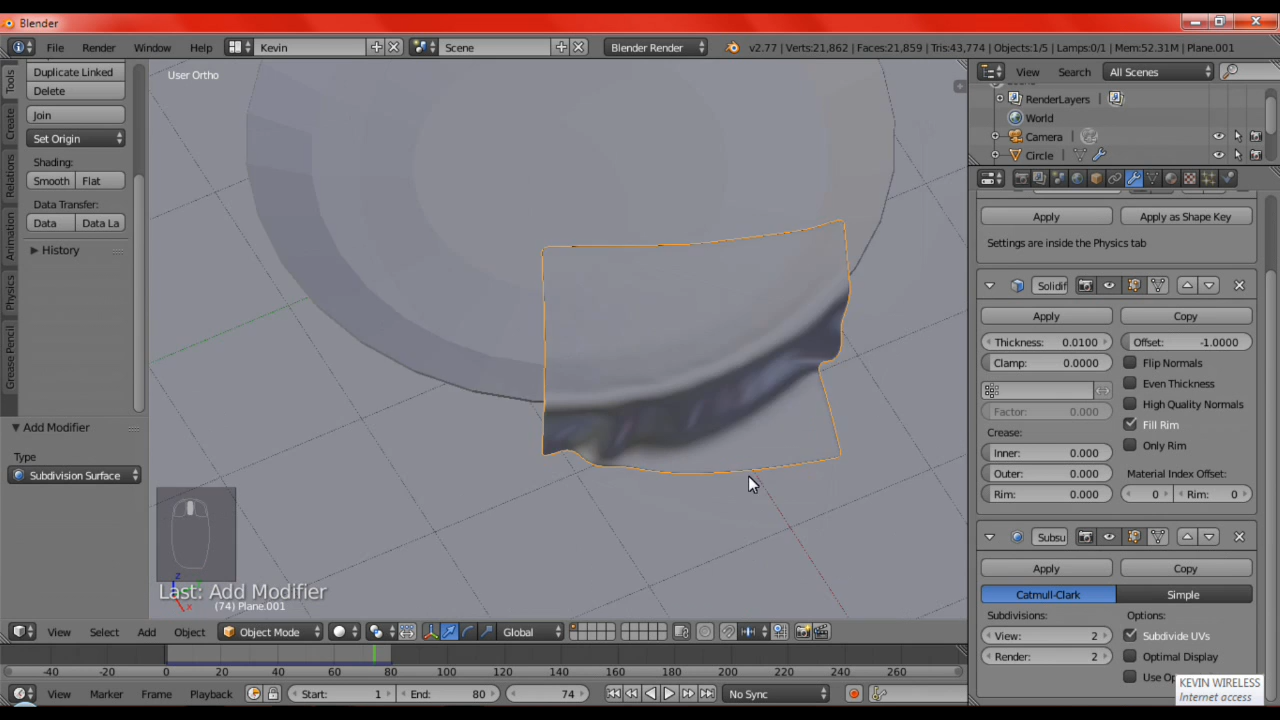 Blender
File Render Window Help Kevin Scene Blender Render v2.77 | Verts:21,862 | Faces:21,859 | Tris:43,774 | Objects:1/5 | Lamps:0/1 | Mem:52.31M | Plane.001
Tools
Create
Relations
Animation
Physics
Grease Pencil
Duplicate Linked
Delete
Join
Set Origin
Shading:
Smooth Flat
Data Transfer:
Data Data La
History
Add Modifier
Type
Subdivision Surface
User Ortho
Last: Add Modifier
(74) Plane.001
z
x
View Select Add Object Object Mode Global
-40 -20 0 20 40 60 80 100 120 140 160 180 200 220 240
View Marker Frame Playback Start: 1 End: 80 74 No Sync
View Search All Scenes
RenderLayers
World
Camera
Circle
Apply Apply as Shape Key
Settings are inside the Physics tab
Solidif
Apply Copy
Thickness: 0.0100 Offset: -1.0000
Clamp: 0.0000 Flip Normals
Even Thickness
Factor: 0.000 High Quality Normals
Crease: Fill Rim
Inner: 0.000 Only Rim
Outer: 0.000 Material Index Offset:
Rim: 0.000 0 Rim: 0
Subsu
Apply Copy
Catmull-Clark Simple
Subdivisions: Options:
View: 2 Subdivide UVs
Render: 2 Optimal Display
Use Op
KEVIN WIRELESS
Internet access